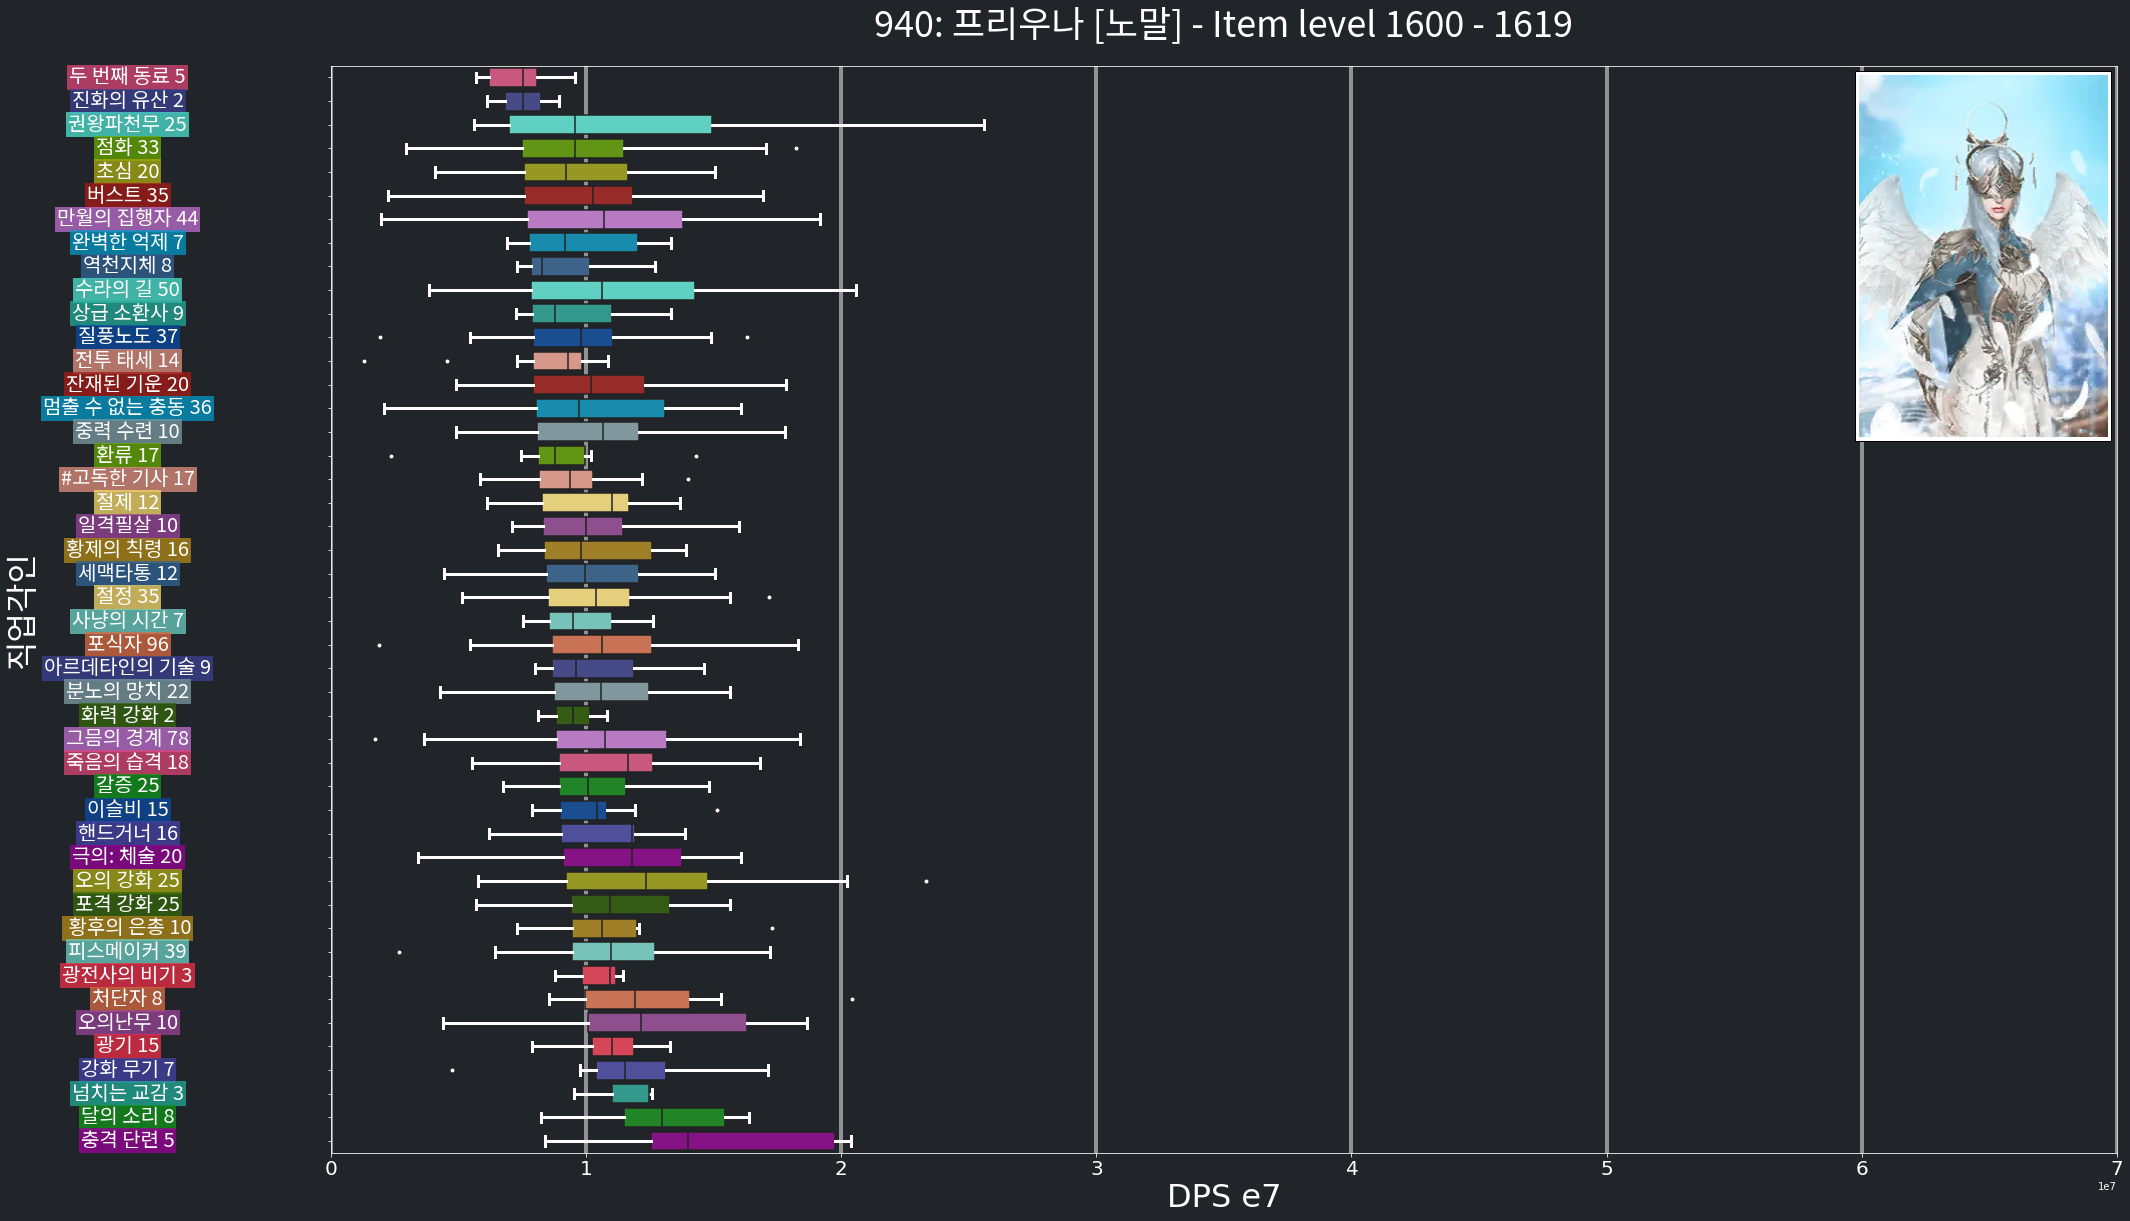 940: 프리우나 [노말] - Item level 1600 - 1619
두 번째 동료 5
진화의 유산 2
권왕파천무 25
점화 33
초심 20
버스트 35
만월의 집행자 44
완벽한 억제 7
역천지체 8
수라의 길 50
상급 소환사 9
질풍노도 37
전투 태세 14
잔재된 기운 20
멈출 수 없는 충동 36
중력 수련 10
환류 17
#고독한 기사 17
절제 12
일격필살 10
황제의 칙령 16
세맥타통 12
절정 35
사냥의 시간 7
포식자 96
아르데타인의 기술 9
분노의 망치 22
화력 강화 2
그믐의 경계 78
죽음의 습격 18
갈증 25
이슬비 15
핸드거너 16
극의: 체술 20
오의 강화 25
포격 강화 25
황후의 은총 10
피스메이커 39
광전사의 비기 3
처단자 8
오의난무 10
광기 15
강화 무기 7
넘치는 교감 3
달의 소리 8
충격 단련 5
직업각인
0 1 2 3 4 5 6 7
1e7
DPS e7